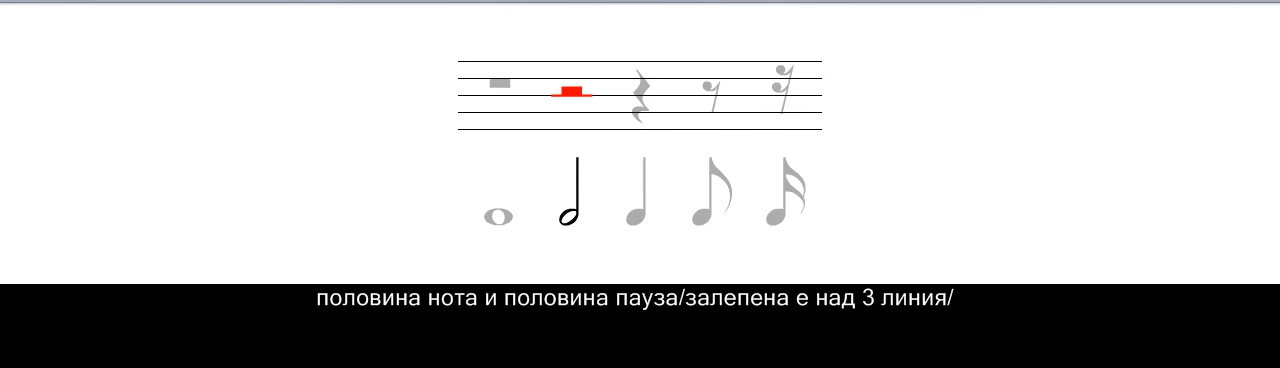 половина нота и половина пауза/залепена е над 3 линия/